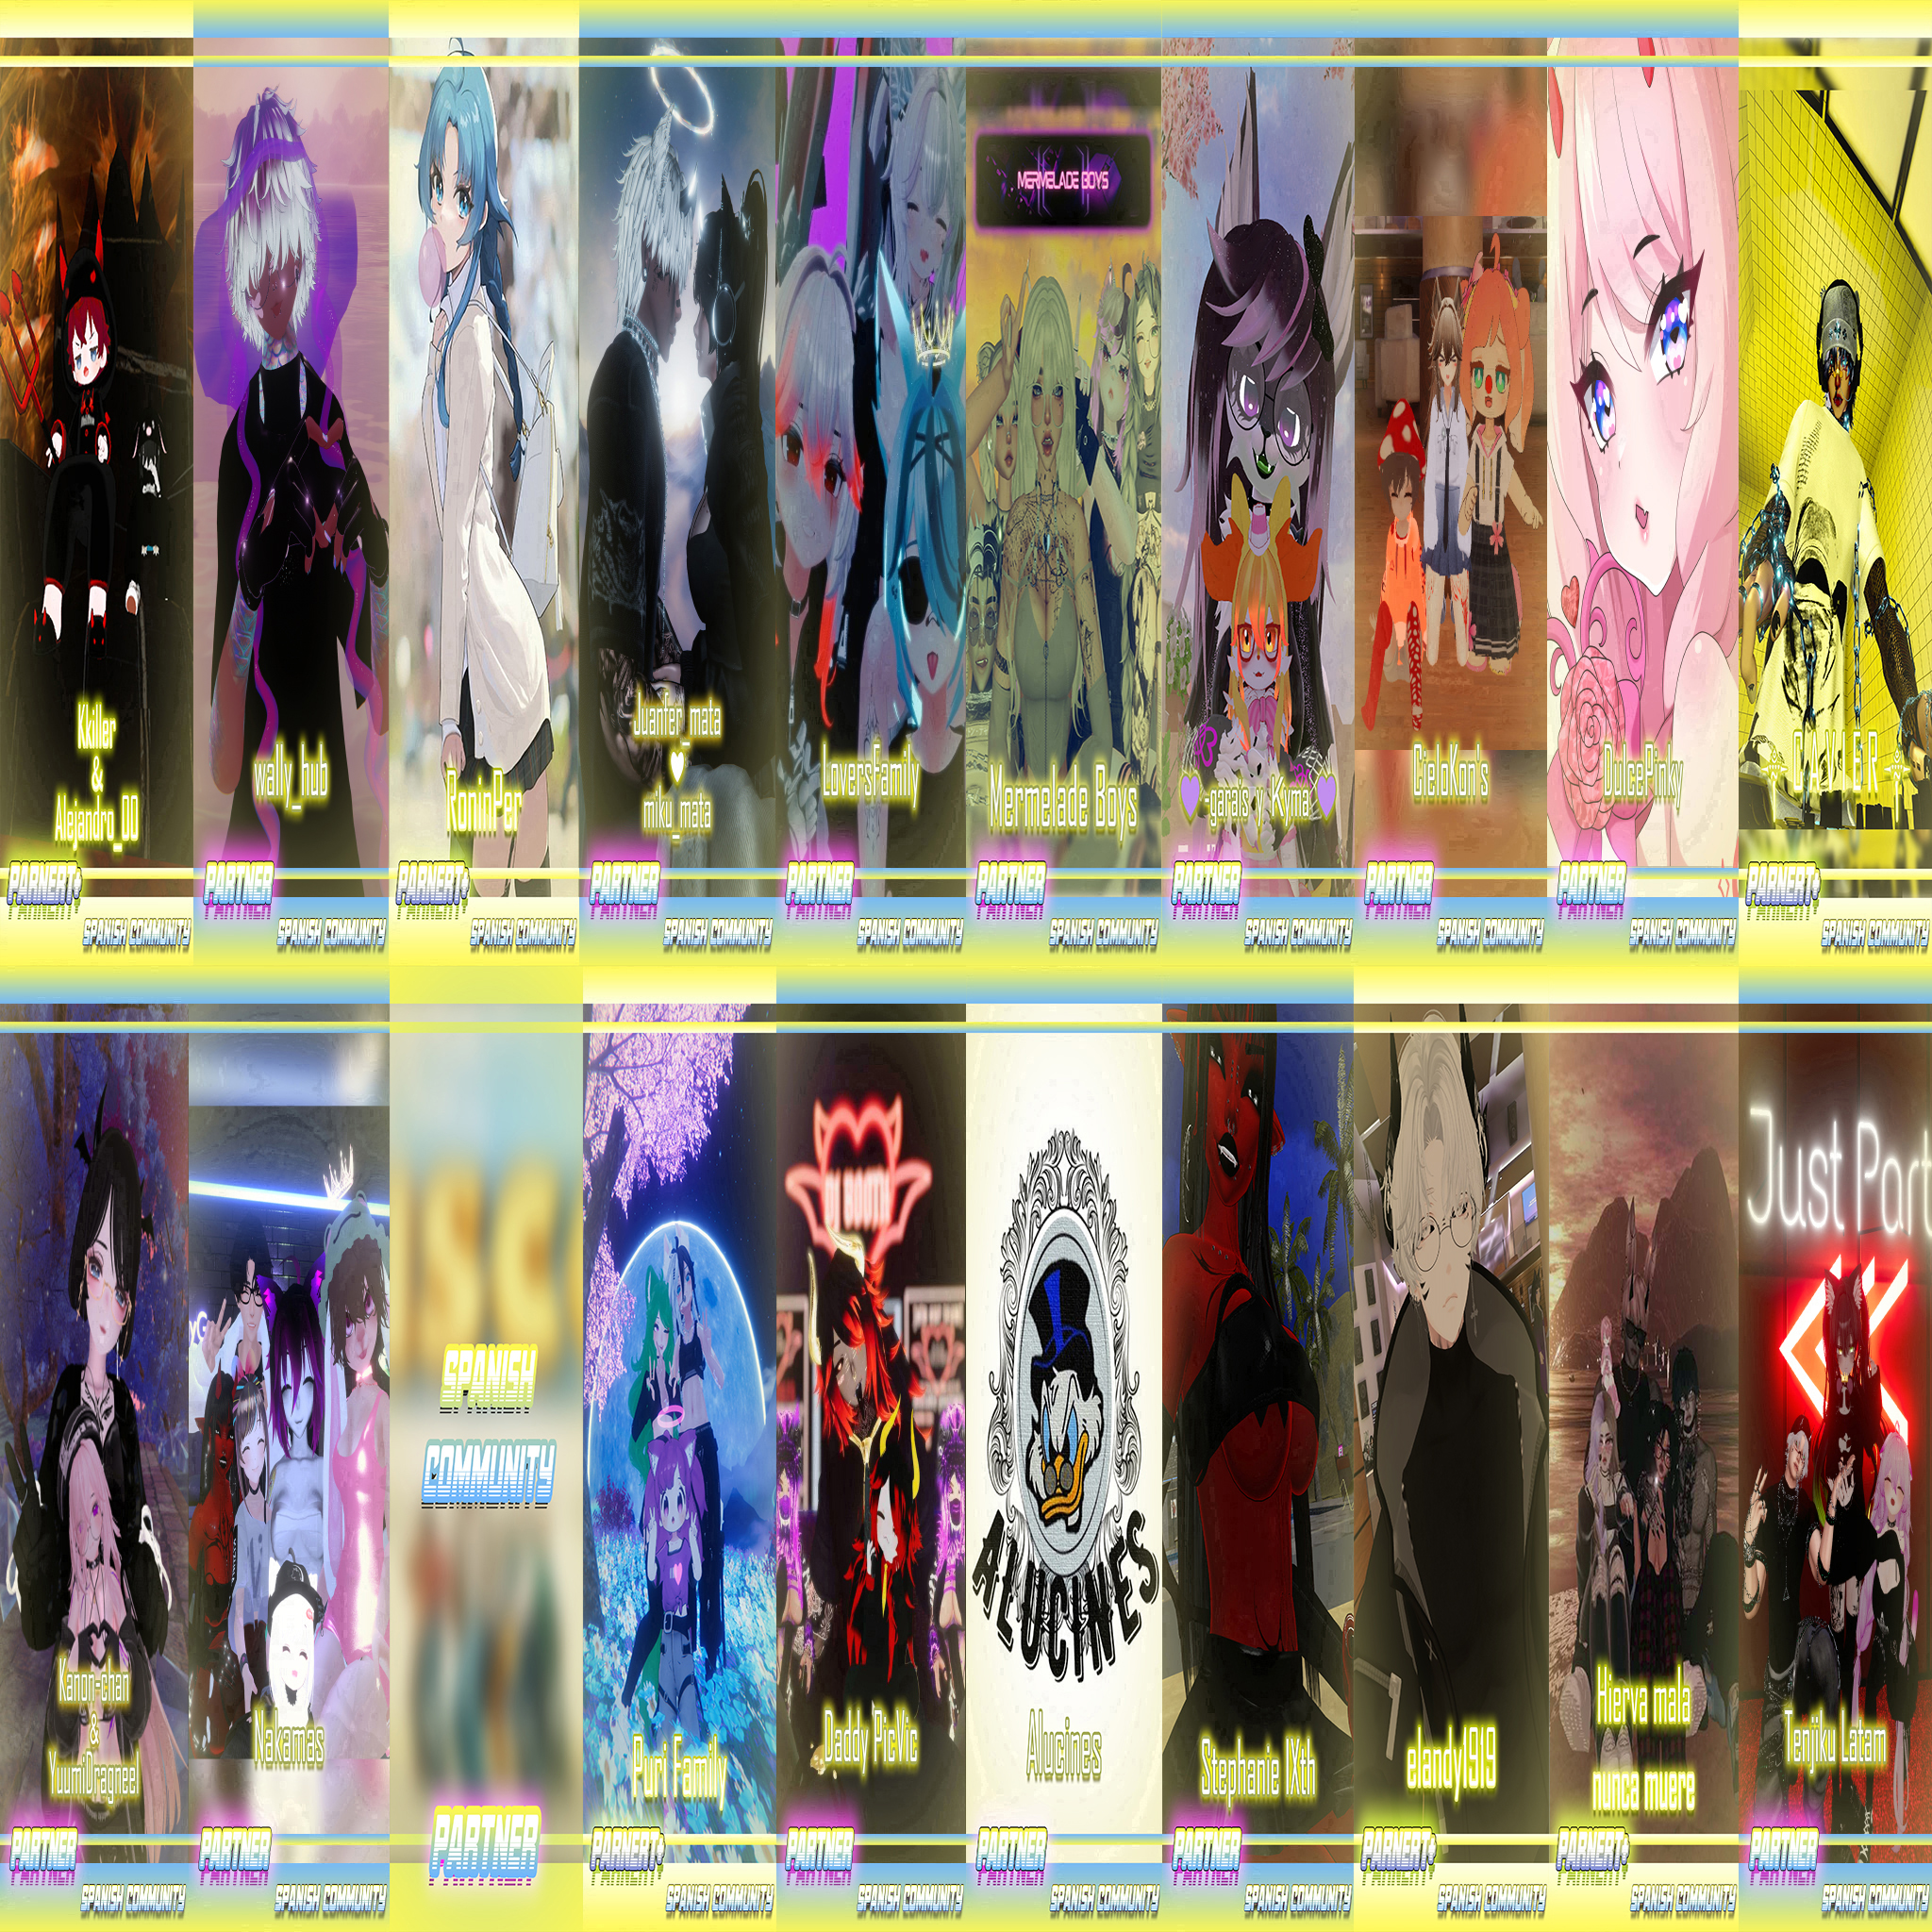 Kkiller
&
Alejandro_00
PARNERT+
SPANISH COMMUNITY
wally_hub
PARTNER
SPANISH COMMUNITY
RoninPer
PARNERT+
SPANISH COMMUNITY
Juanfer_mata
miku_mata
PARTNER
SPANISH COMMUNITY
LoversFamily
PARTNER
SPANISH COMMUNITY
MERMELADE BOYS
Mermelade Boys
PARTNER
SPANISH COMMUNITY
-garals y Kyma
PARTNER
SPANISH COMMUNITY
CieloKon's
PARTNER
SPANISH COMMUNITY
DulcePinky
PARTNER
SPANISH COMMUNITY
PARNERT+
SPANISH COMMUNITY
Kanon-chan
&
YuumiDragneel
PARTNER
SPANISH COMMUNITY
Nakamas
PARTNER
SPANISH COMMUNITY
SC
SPANISH
COMMUNITY
PARTNER
Puri Family
PARNERT+
SPANISH COMMUNITY
DJ BOOTH
Daddy PicVic
PARTNER
SPANISH COMMUNITY
ALUCINES
Alucines
PARTNER
SPANISH COMMUNITY
Stephanie IXth
PARTNER
SPANISH COMMUNITY
elandy1919
PARNERT+
SPANISH COMMUNITY
Hierva mala
nunca muere
PARNERT+
SPANISH COMMUNITY
Just Part
Tenjiku Latam
PARTNER
SPANISH COMMUNITY